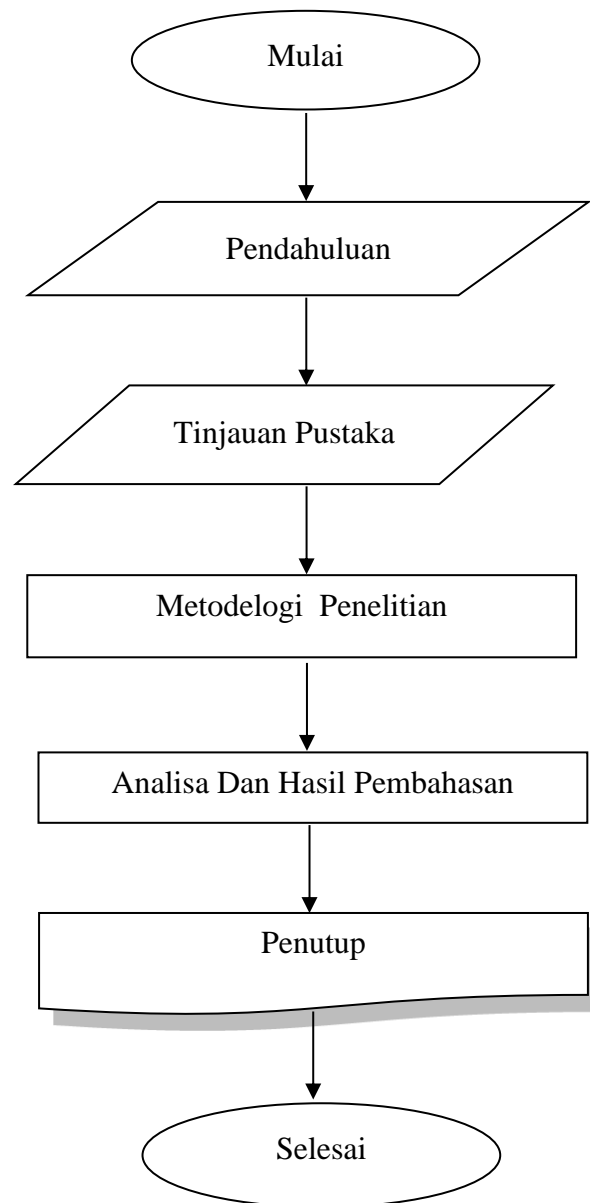 Mulai
Pendahuluan
Tinjauan Pustaka
Metodelogi Penelitian
Analisa Dan Hasil Pembahasan
Penutup
Selesai